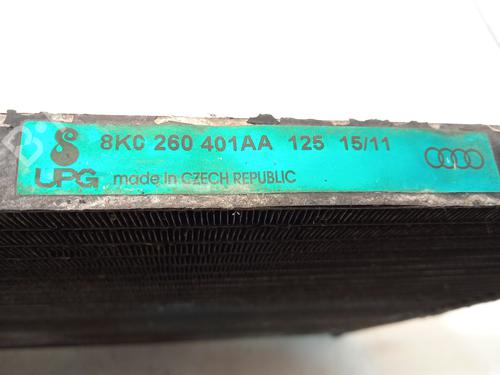 8K0 260 401AA 125 15/11
UPG made in CZECH REPUBLIC